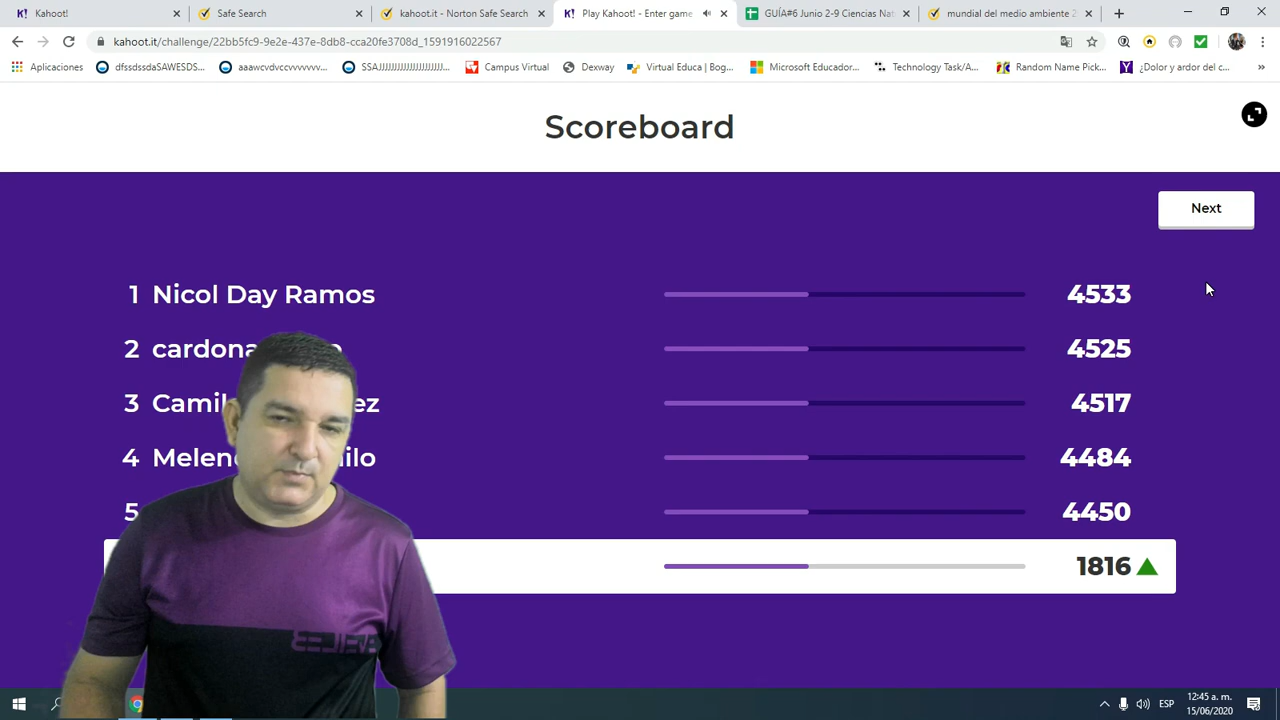 Kahoot!
Safe Search
kahoot.it - Norton Safe Search
Play Kahoot! - Enter game
GUÍA#6 Junio 2-9 Ciencias Nat
mundial del medio ambiente 2
kahoot.it/challenge/22bb5fc9-9e2e-437e-8db8-cca20fe3708d_1591916022567
Aplicaciones
dfssdssdaSAWESDS...
aaawcvdvccvvvvvvv...
SSAJJJJJJJJJJJJJJJJJJJJ...
Campus Virtual
Dexway
Virtual Educa | Bog...
Microsoft Educador...
Technology Task/A...
Random Name Pick...
¿Dolor y ardor del c...
Scoreboard
Next
1 Nicol Day Ramos 4533
2 4525
3 4517
4 4484
5 4450
1816
ESP
12:45 a. m.
15/06/2020